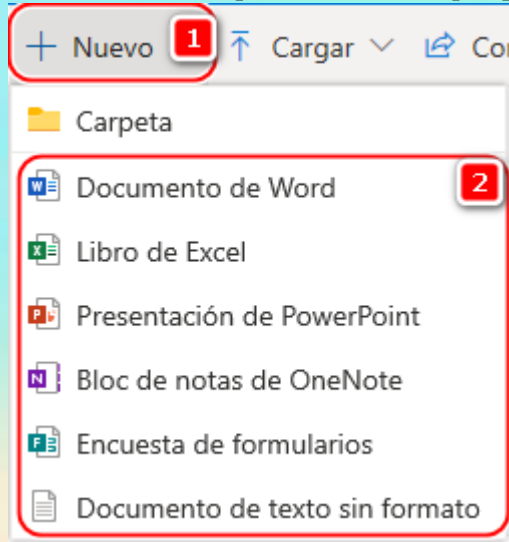 + Nuevo 1 Cargar
Carpeta
Documento de Word 2
Libro de Excel
Presentación de PowerPoint
Bloc de notas de OneNote
Encuesta de formularios
Documento de texto sin formato